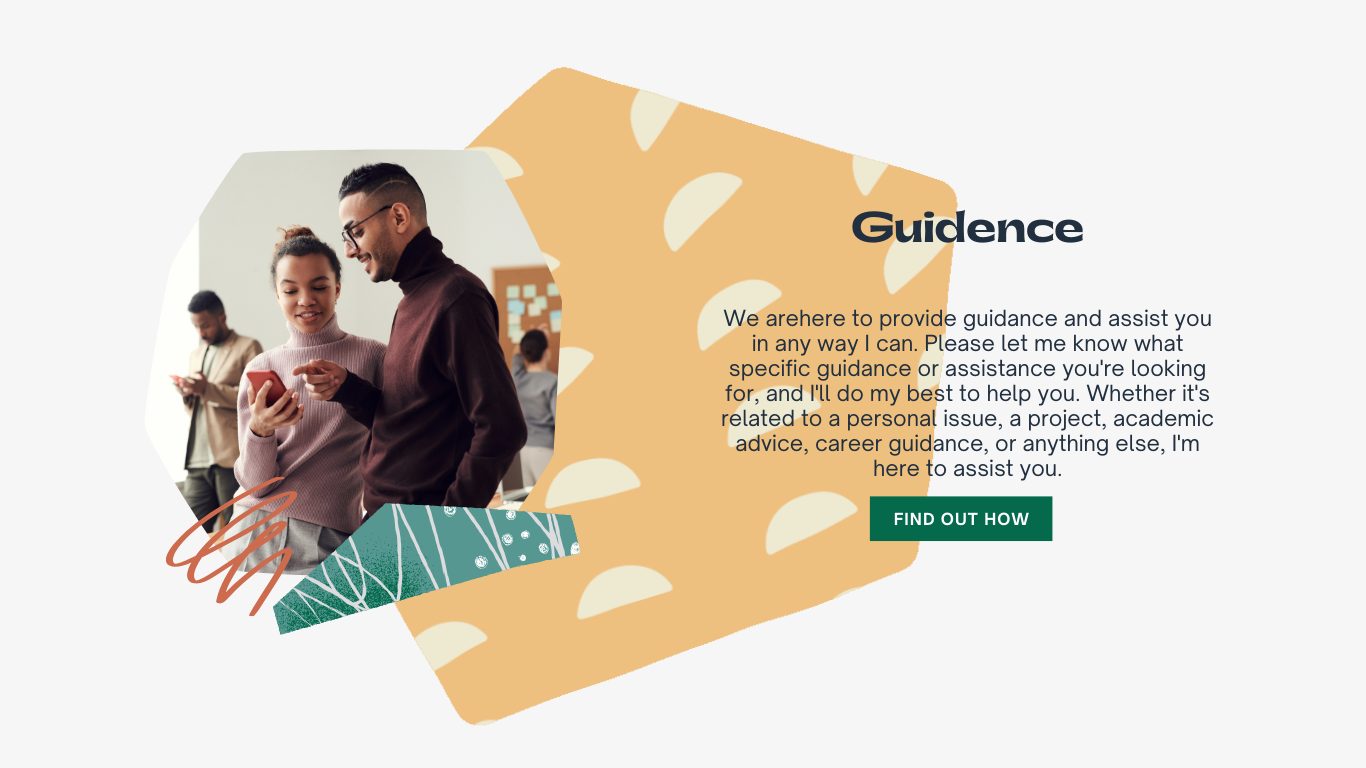 Guidence
We arehere to provide guidance and assist you
in any way I can. Please let me know what
specific guidance or assistance you're looking
for, and I'll do my best to help you. Whether it's
related to a personal issue, a project, academic
advice, career guidance, or anything else, I'm
here to assist you.
FIND OUT HOW